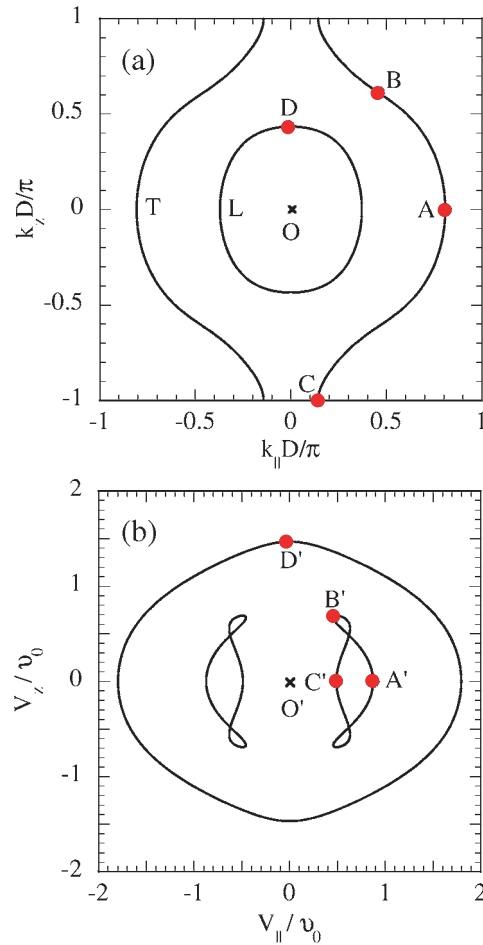 1
(a)
B
D
0.5
k_z D/π
T
L
A
0
O
-0.5
C
-1
-1
-0.5
0
0.5
1
k_|| D/π
2
(b)
D'
1
B'
V_z / υ_0
0
C'
A'
O'
-1
-2
-2
-1
0
1
2
V_|| / υ_0